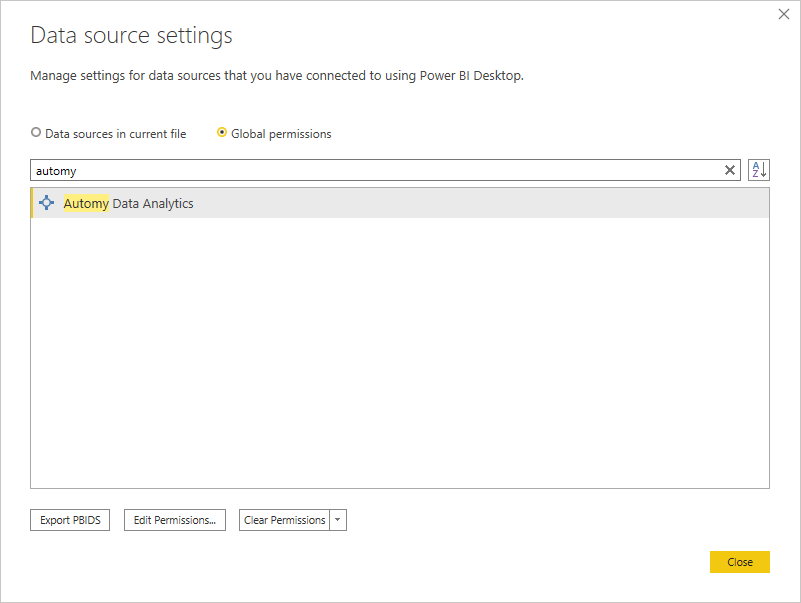 Data source settings
Manage settings for data sources that you have connected to using Power BI Desktop.
Data sources in current file Global permissions
automy
A
Z
Automy Data Analytics
Export PBIDS Edit Permissions... Clear Permissions
Close